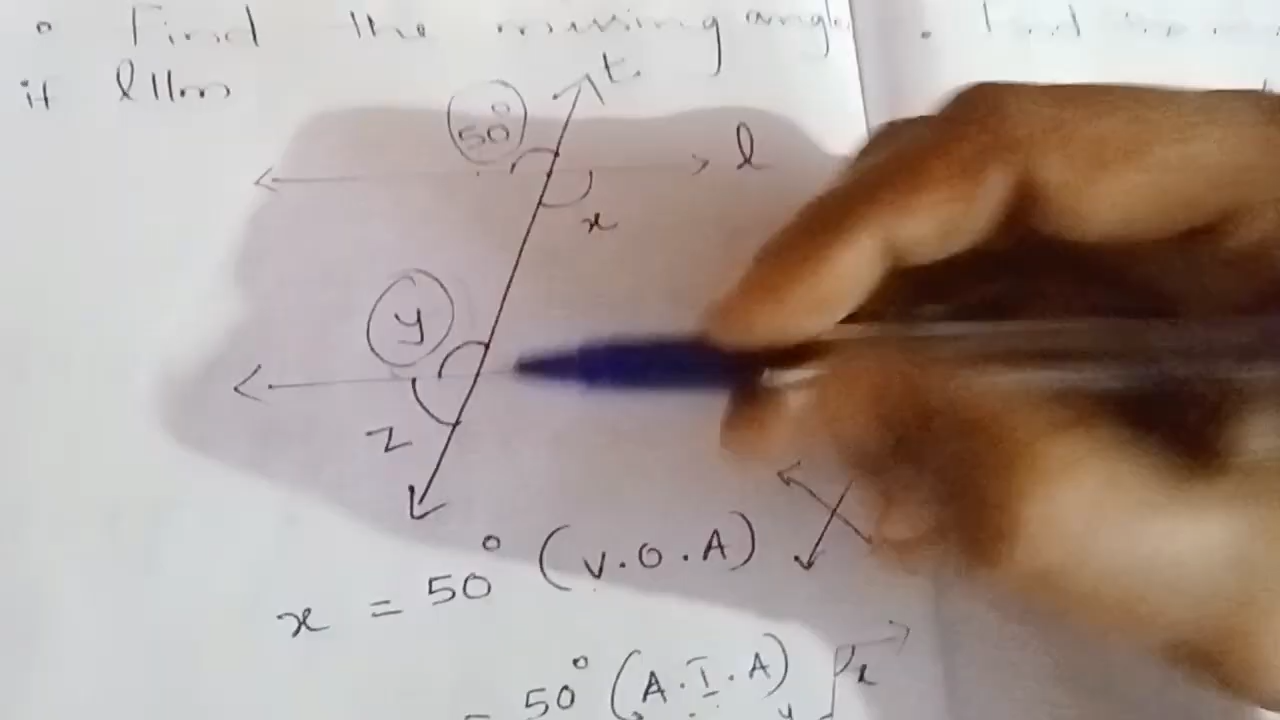 • Find the missing angle
if l||m
t
50°
l
x
y
z
x = 50° (V.O.A)
= 50° (A.I.A)
x
y